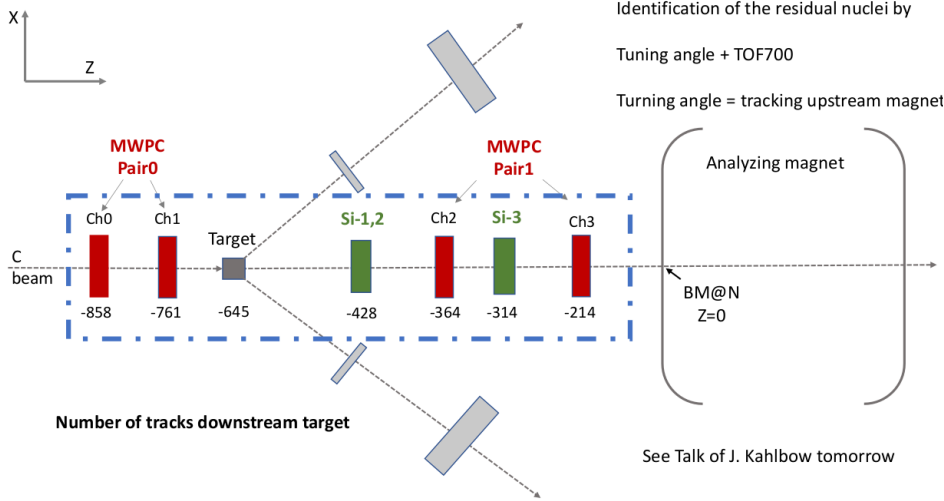 Identification of the residual nuclei by
Tuning angle + TOF700
Turning angle = tracking upstream magnet
X
Z
MWPC
Pair0
MWPC
Pair1
Analyzing magnet
Ch0
Ch1
Target
Si-1,2
Ch2
Si-3
Ch3
C
beam
BM@N
Z=0
-858
-761
-645
-428
-364
-314
-214
Number of tracks downstream target
See Talk of J. Kahlbow tomorrow